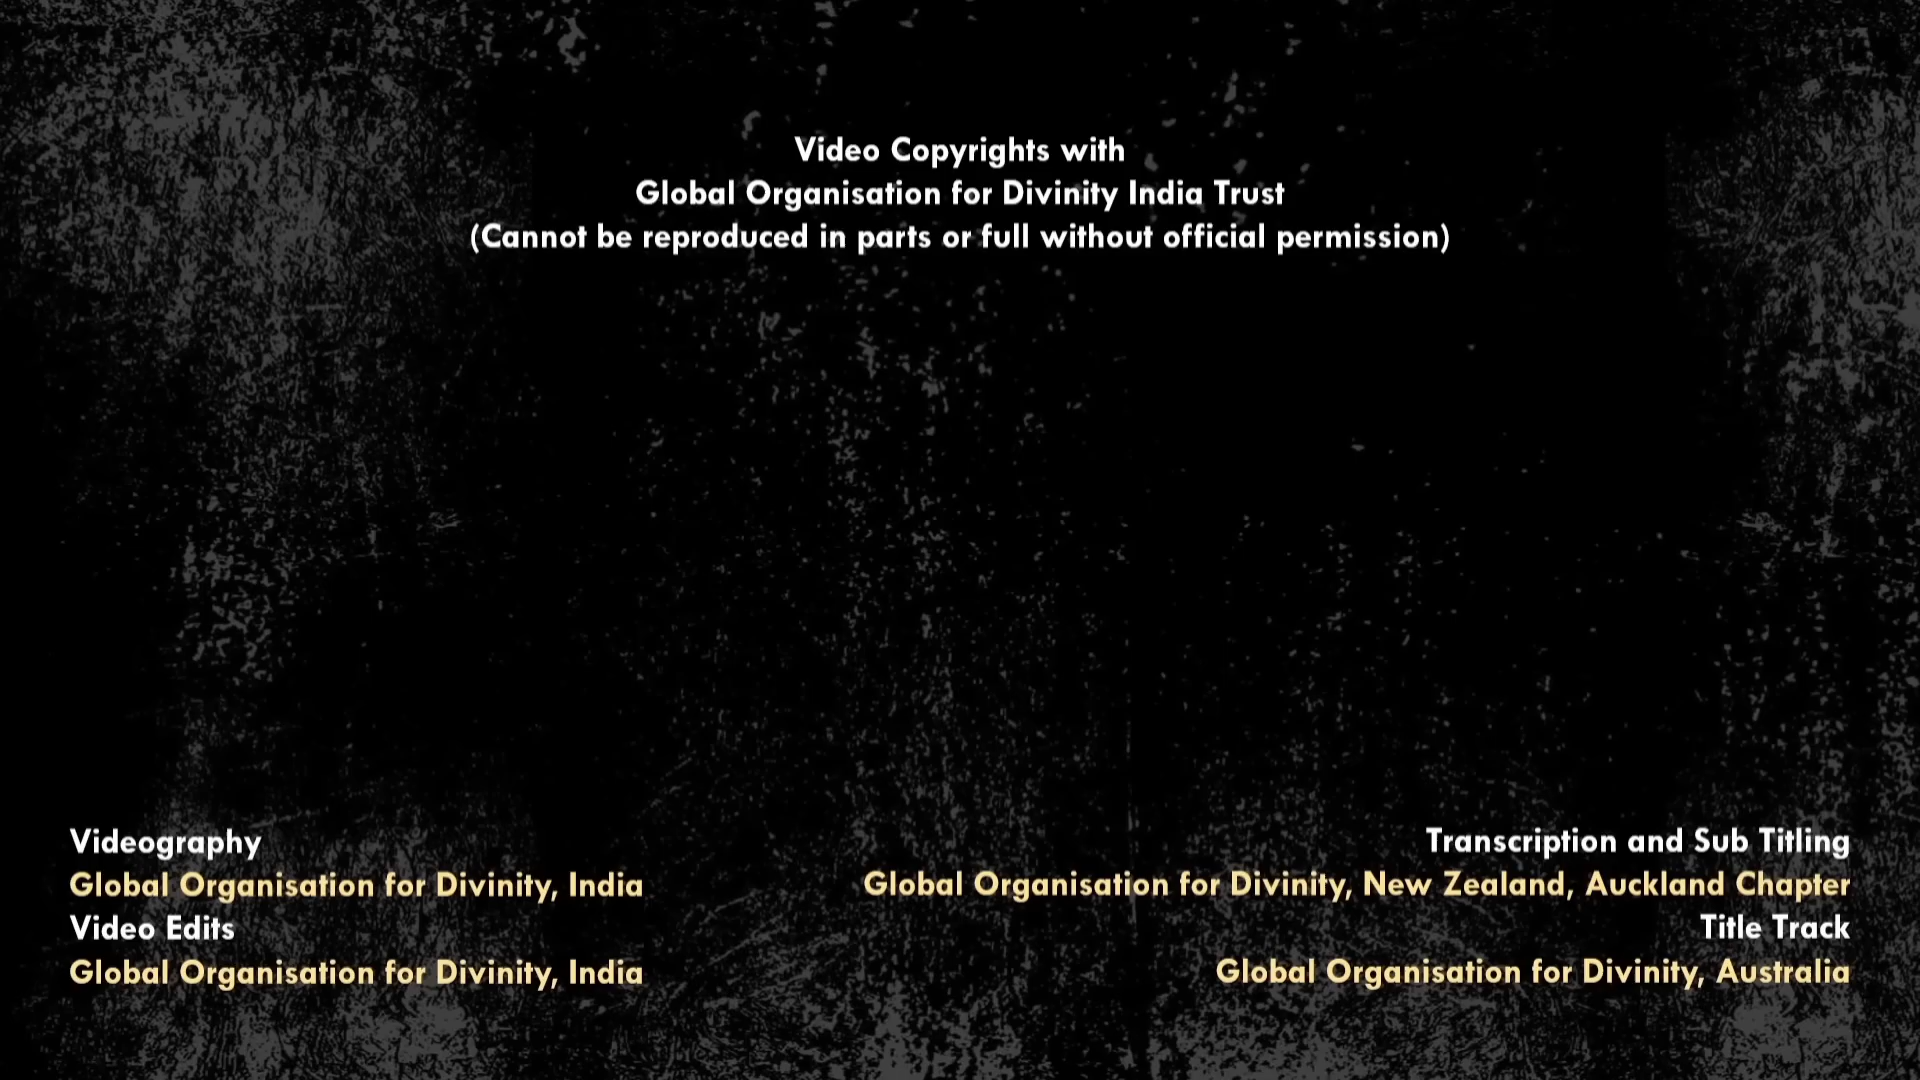 Video Copyrights with
Global Organisation for Divinity India Trust
(Cannot be reproduced in parts or full without official permission)
Videography
Global Organisation for Divinity, India
Video Edits
Global Organisation for Divinity, India
Transcription and Sub Titling
Global Organisation for Divinity, New Zealand, Auckland Chapter
Title Track
Global Organisation for Divinity, Australia